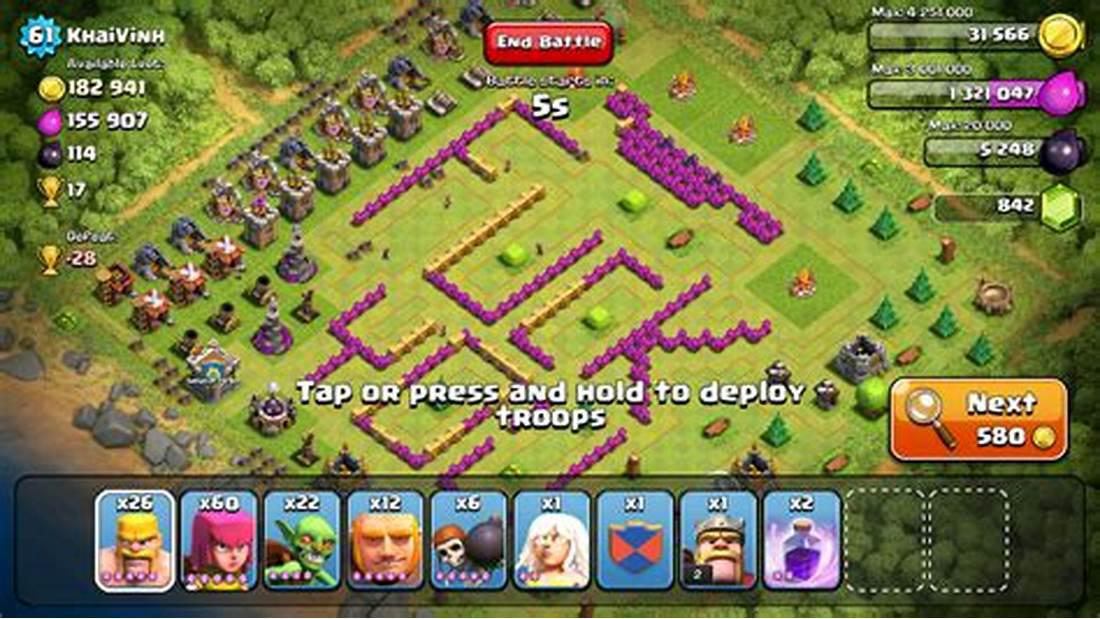 61 KhaiVinh
Available Loot:
182 941
155 907
114
17
Defeat:
-28
End Battle
Battle starts in:
5s
Max: 4 251 000
31 566
1 321 047
Max: 20 000
5 248
842
Tap or press and hold to deploy
troops
Next
580
x26 x60 x22 x12 x6 x1 x1 x1 x2
2